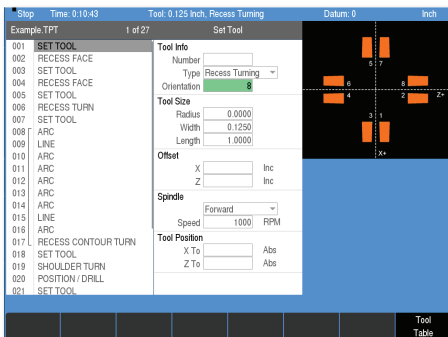 Stop Time: 0:10:43 Tool: 0.125 Inch, Recess Turning Datum: 0 Inch
Example.TPT 1 of 27 Set Tool
001 SET TOOL
002 RECESS FACE
003 SET TOOL
004 RECESS FACE
005 SET TOOL
006 RECESS TURN
007 SET TOOL
008 ARC
009 LINE
010 ARC
011 ARC
012 ARC
013 ARC
014 ARC
015 LINE
016 ARC
017 RECESS CONTOUR TURN
018 SET TOOL
019 SHOULDER TURN
020 POSITION / DRILL
021 SET TOOL
Tool Info
Number
Type Recess Turning
Orientation 8
Tool Size
Radius 0.0000
Width 0.1250
Length 1.0000
Offset
X Inc
Z Inc
Spindle
Forward
Speed 1000 RPM
Tool Position
X To Abs
Z To Abs
5 7
6 8
4 2 Z+
3 1
X+
Tool
Table